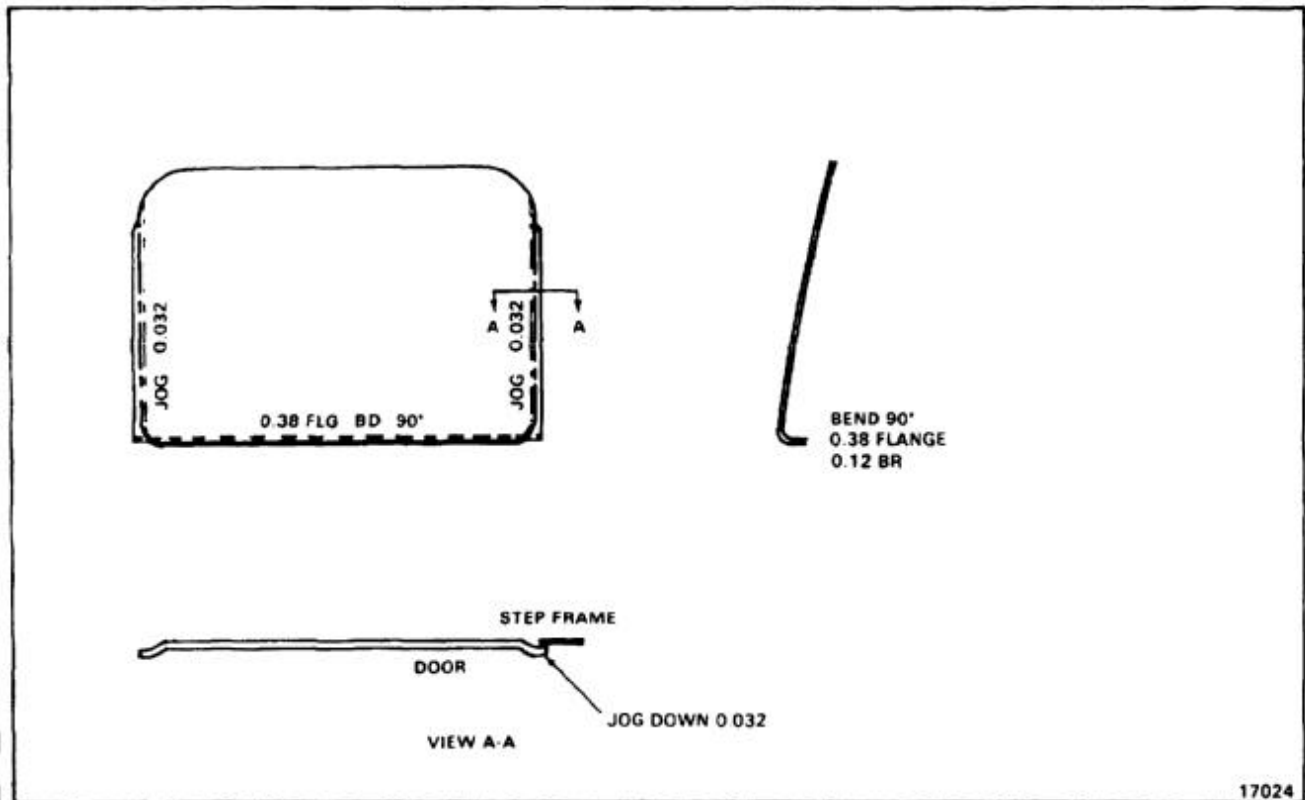 JOG 0.032
A A
JOG 0.032
0.38 FLG BD 90°
BEND 90°
0.38 FLANGE
0.12 BR
STEP FRAME
DOOR
JOG DOWN 0 032
VIEW A-A
17024